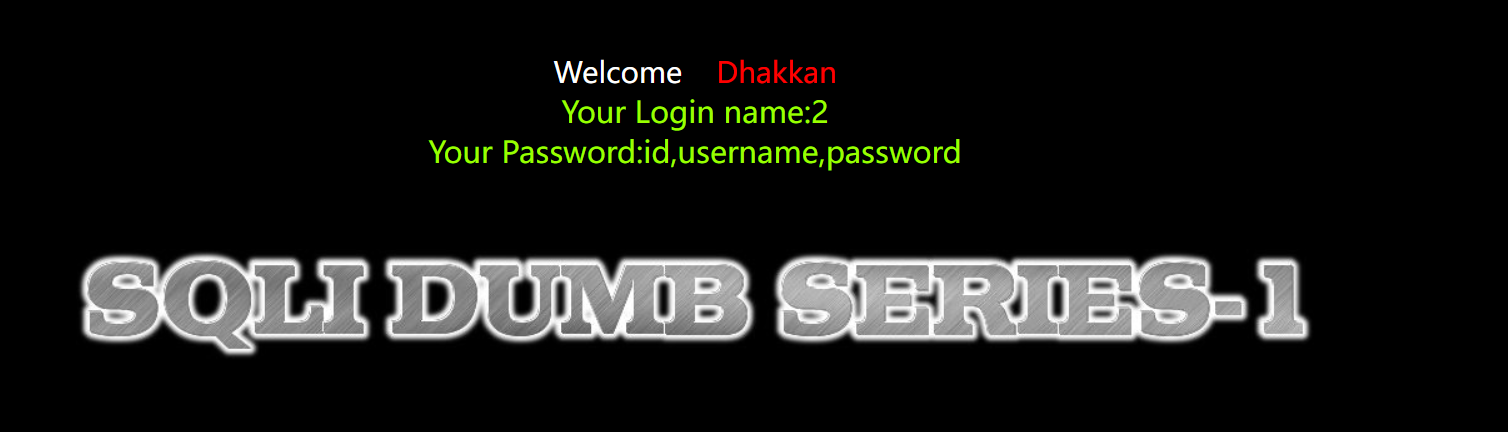 Welcome Dhakkan
Your Login name:2
Your Password:id,username,password
SQLI DUMB SERIES-1